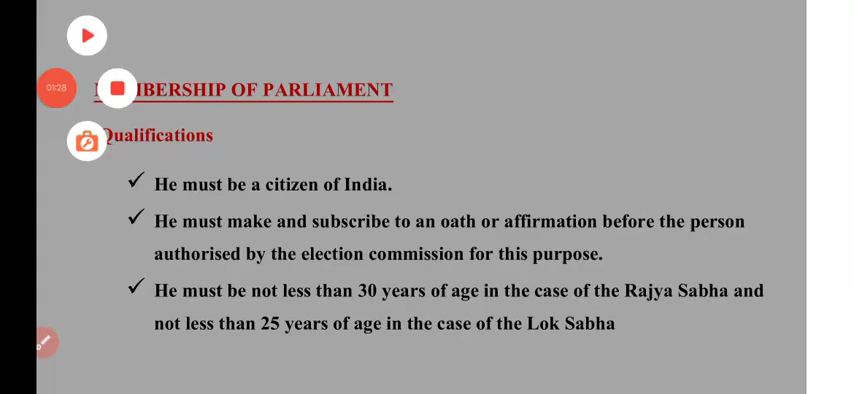 01:28
BERSHIP OF PARLIAMENT
Qualifications
✓ He must be a citizen of India.
✓ He must make and subscribe to an oath or affirmation before the person
authorised by the election commission for this purpose.
✓ He must be not less than 30 years of age in the case of the Rajya Sabha and
not less than 25 years of age in the case of the Lok Sabha